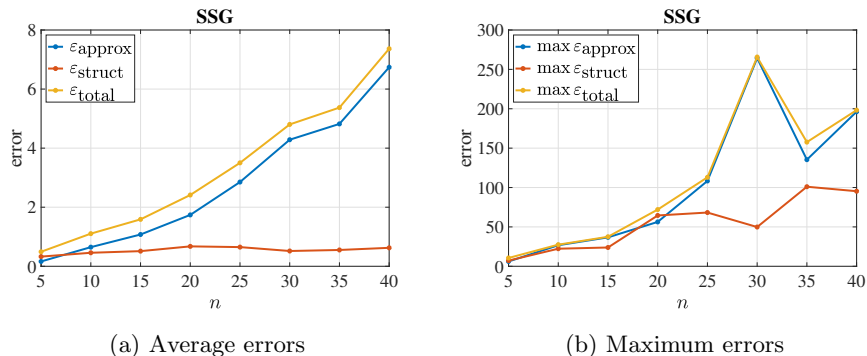 SSG
8
6
4
2
0
error
ε_approx
ε_struct
ε_total
5 10 15 20 25 30 35 40
n
(a) Average errors
SSG
300
250
200
150
100
50
0
error
max ε_approx
max ε_struct
max ε_total
5 10 15 20 25 30 35 40
n
(b) Maximum errors